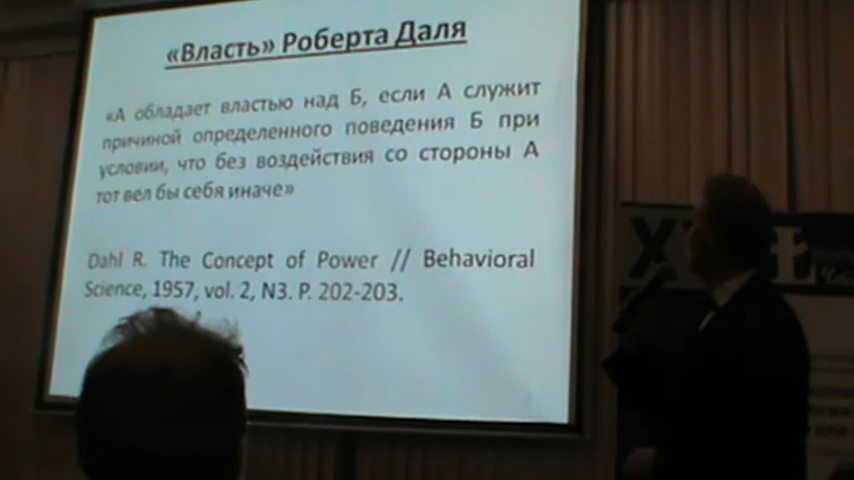 «Власть» Роберта Даля
«А обладает властью над Б, если А служит
причиной определенного поведения Б при
условии, что без воздействия со стороны А
тот вел бы себя иначе»
Dahl R. The Concept of Power // Behavioral
Science, 1957, vol. 2, N3. P. 202-203.